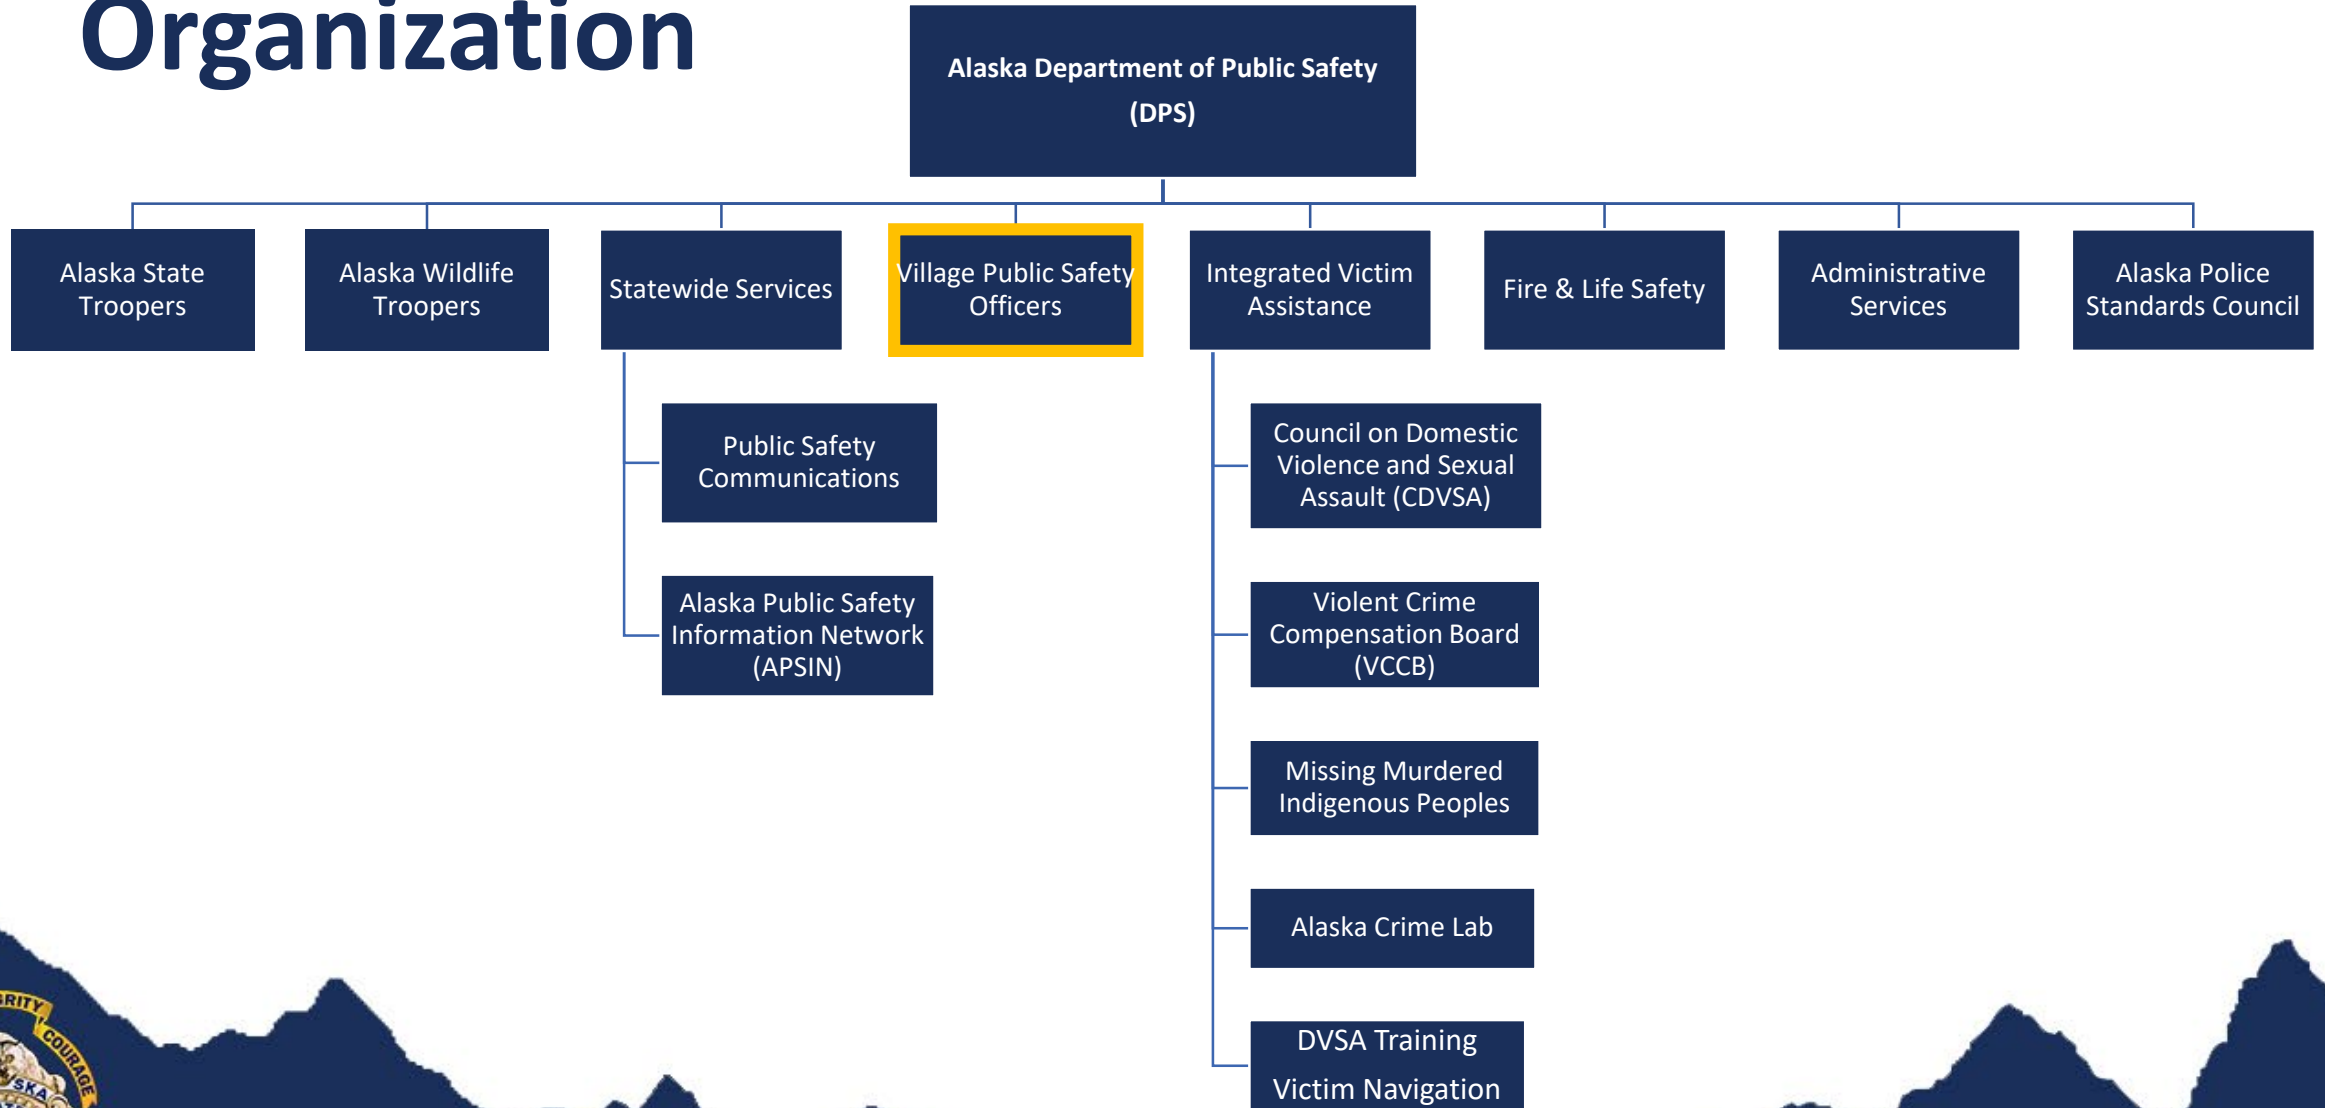 Organization
Alaska Department of Public Safety
(DPS)
Alaska State
Troopers
Alaska Wildlife
Troopers
Statewide Services
Village Public Safety
Officers
Integrated Victim
Assistance
Fire & Life Safety
Administrative
Services
Alaska Police
Standards Council
Public Safety
Communications
Alaska Public Safety
Information Network
(APSIN)
Council on Domestic
Violence and Sexual
Assault (CDVSA)
Violent Crime
Compensation Board
(VCCB)
Missing Murdered
Indigenous Peoples
Alaska Crime Lab
DVSA Training
Victim Navigation
COURAGE